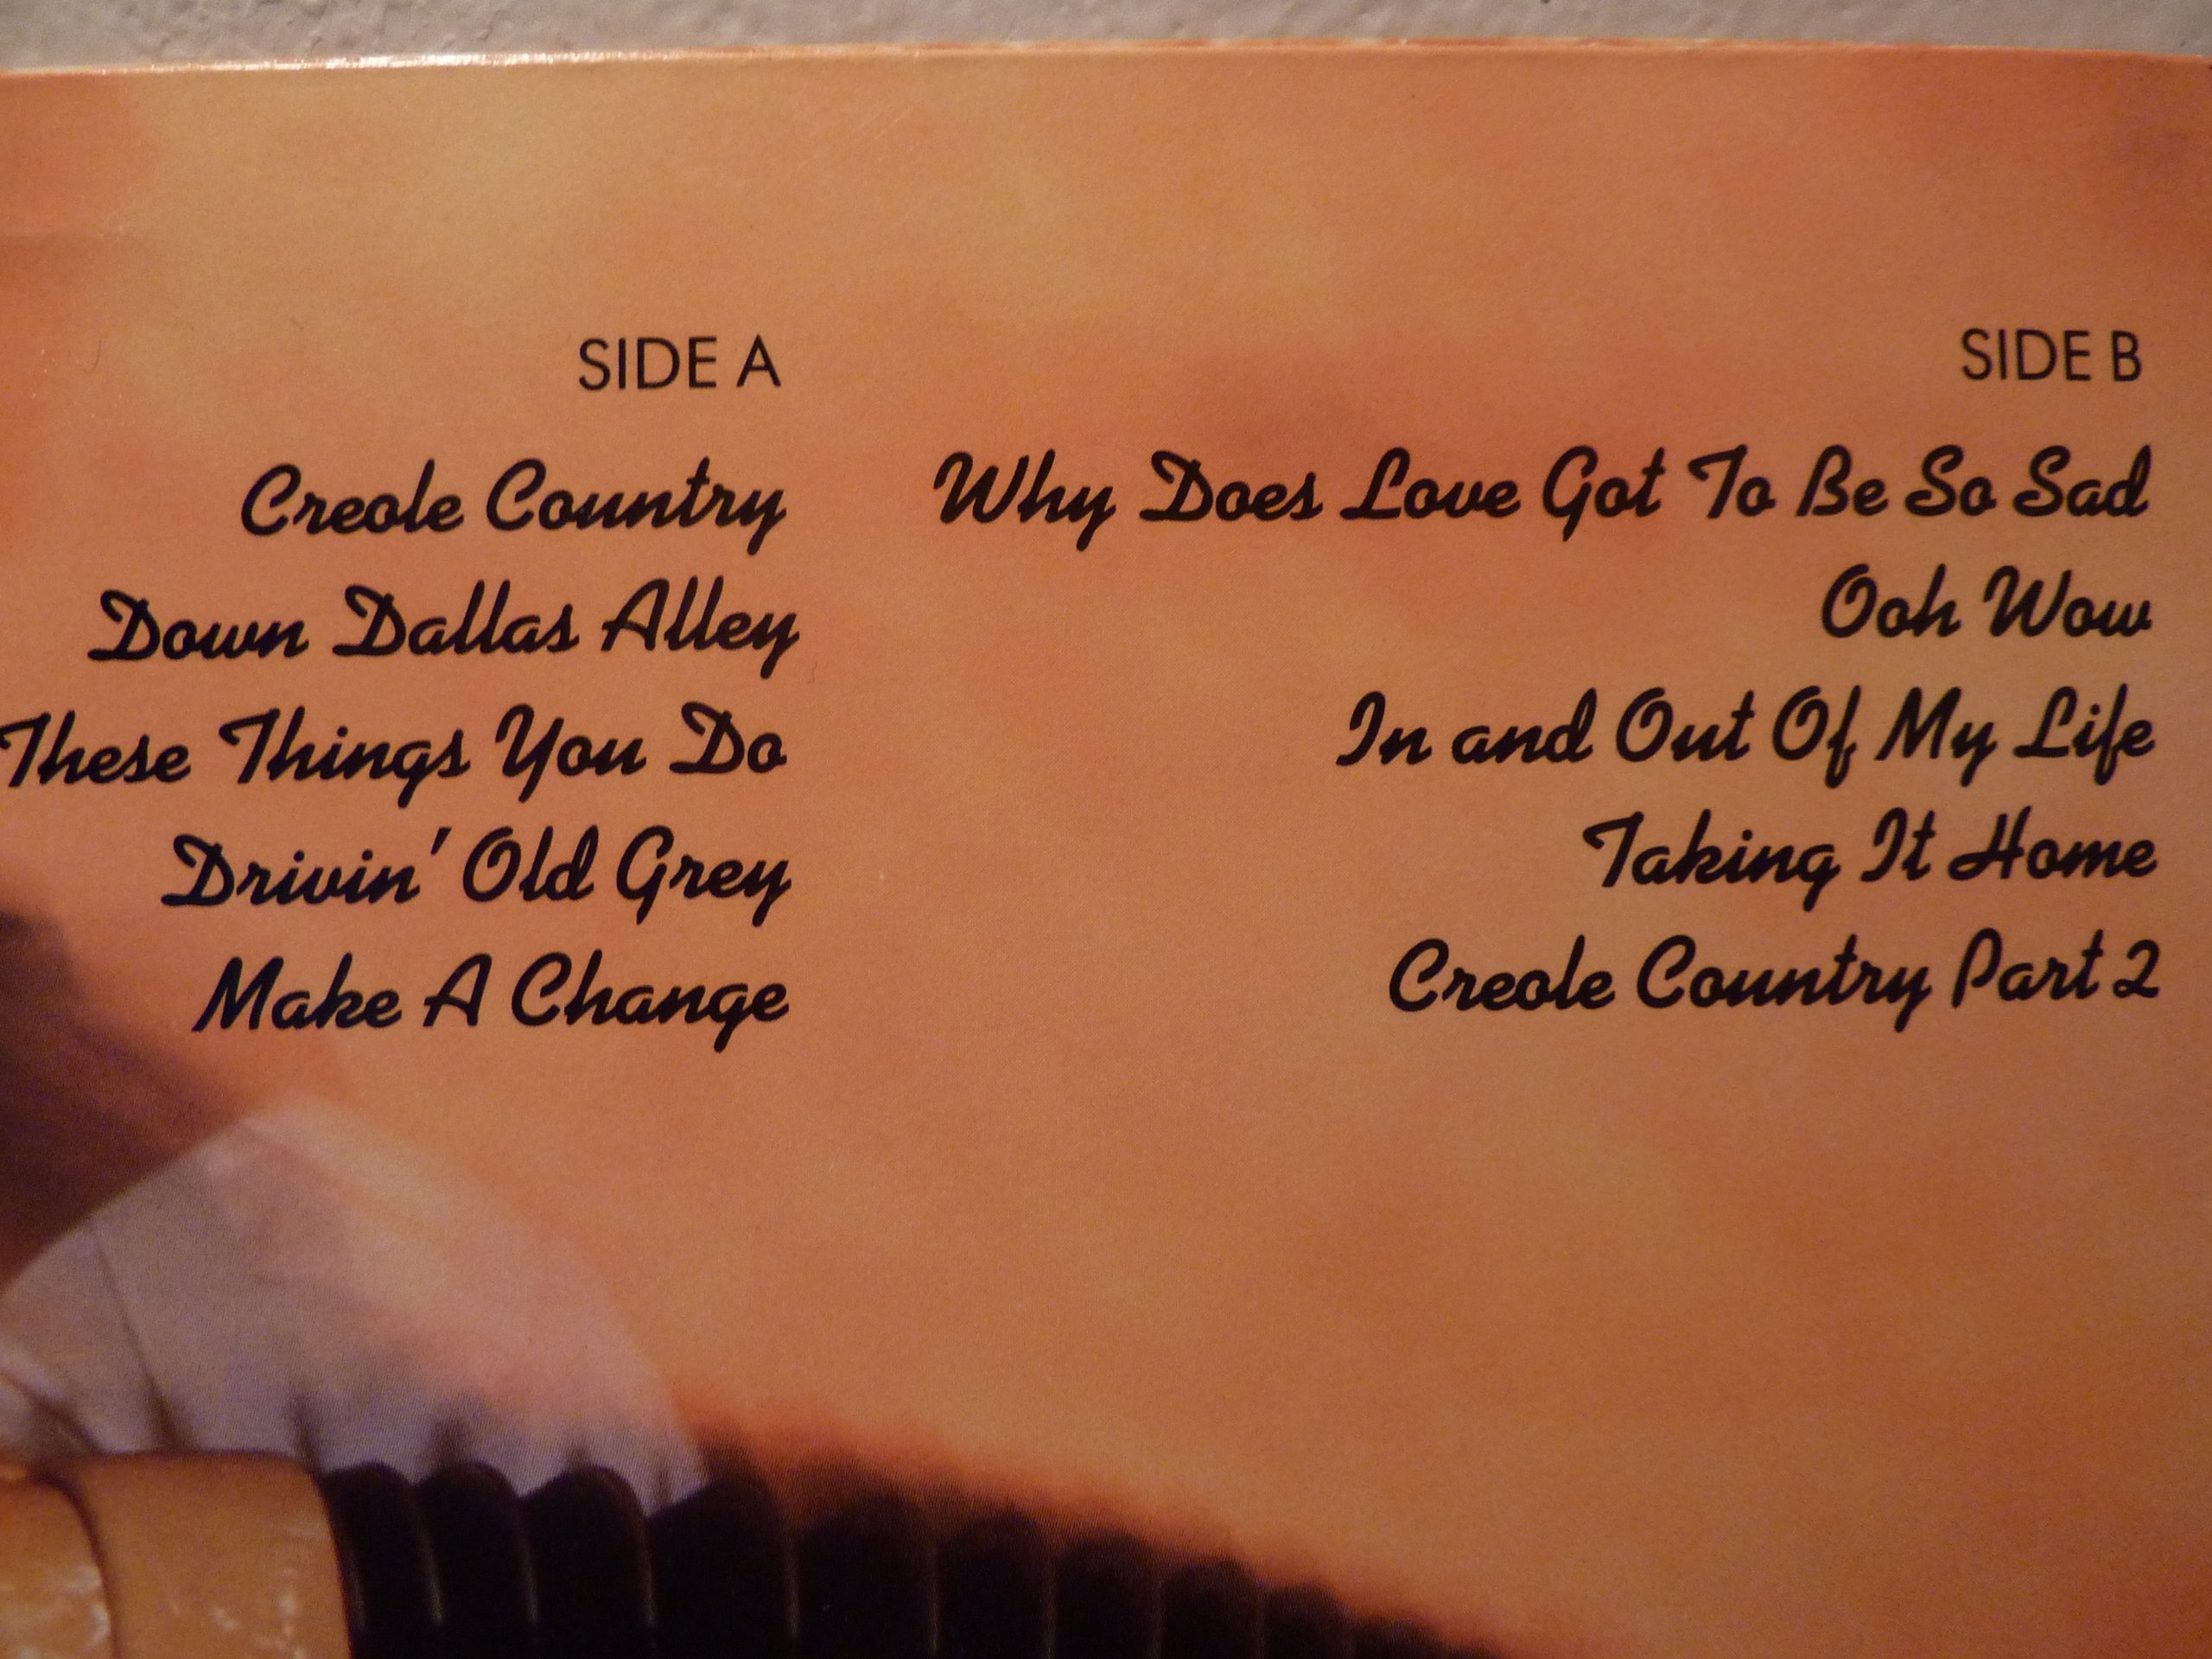 SIDE A
Creole Country
Down Dallas Alley
These Things You Do
Drivin' Old Grey
Make A Change
SIDE B
Why Does Love Got To Be So Sad
Ooh Wow
In and Out Of My Life
Taking It Home
Creole Country Part 2